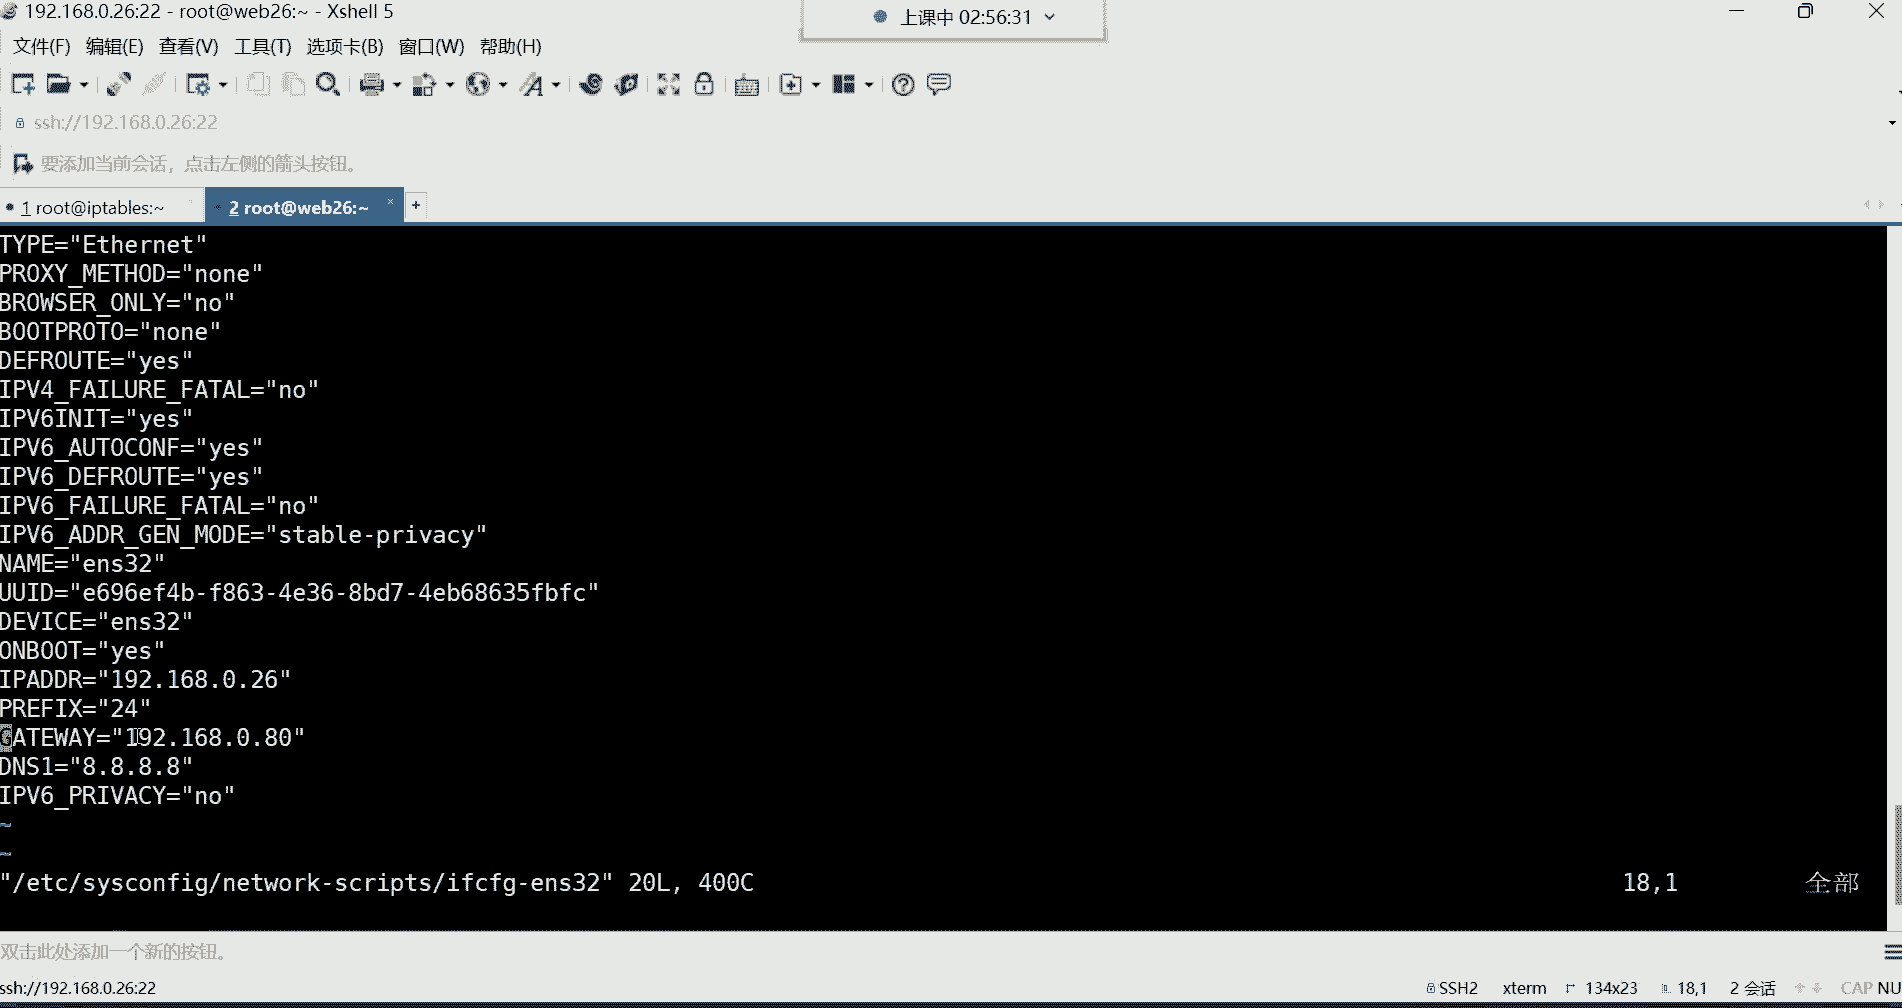 192.168.0.26:22 - root@web26:~ - Xshell 5
上课中 02:56:31
文件(F) 编辑(E) 查看(V) 工具(T) 选项卡(B) 窗口(W) 帮助(H)
ssh://192.168.0.26:22
要添加当前会话，点击左侧的箭头按钮。
1 root@iptables:~ 2 root@web26:~ × +
TYPE="Ethernet"
PROXY_METHOD="none"
BROWSER_ONLY="no"
BOOTPROTO="none"
DEFROUTE="yes"
IPV4_FAILURE_FATAL="no"
IPV6INIT="yes"
IPV6_AUTOCONF="yes"
IPV6_DEFROUTE="yes"
IPV6_FAILURE_FATAL="no"
IPV6_ADDR_GEN_MODE="stable-privacy"
NAME="ens32"
UUID="e696ef4b-f863-4e36-8bd7-4eb68635fbfc"
DEVICE="ens32"
ONBOOT="yes"
IPADDR="192.168.0.26"
PREFIX="24"
GATEWAY="192.168.0.80"
DNS1="8.8.8.8"
IPV6_PRIVACY="no"
~
~
"/etc/sysconfig/network-scripts/ifcfg-ens32" 20L, 400C 18,1 全部
双击此处添加一个新的按钮。
ssh://192.168.0.26:22 SSH2 xterm 134x23 18,1 2 会话 CAP NU